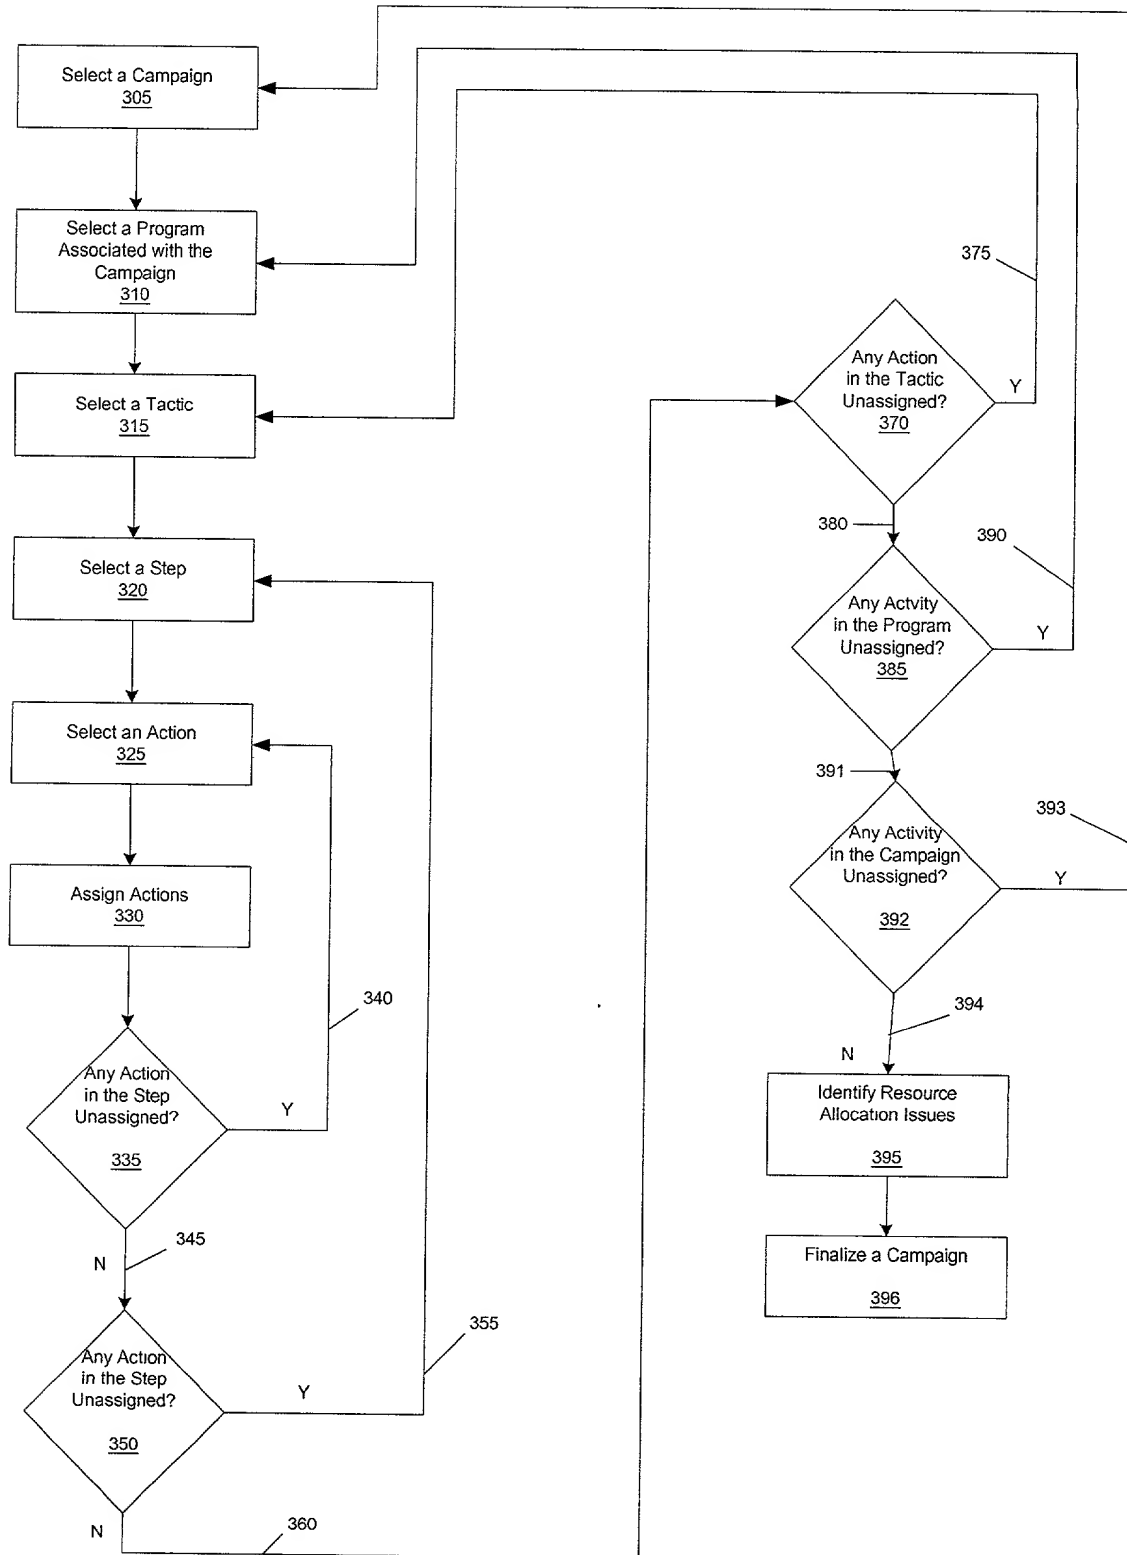 Select a Campaign
305
Select a Program
Associated with the
Campaign
310
Select a Tactic
315
Select a Step
320
Select an Action
325
Assign Actions
330
Any Action
in the Step
Unassigned?
335
Y
340
N
345
Any Action
in the Step
Unassigned?
350
Y
355
N
360
Any Action
in the Tactic
Unassigned?
370
Y
375
380
Any Actvity
in the Program
Unassigned?
385
Y
390
391
Any Activity
in the Campaign
Unassigned?
392
Y
393
394
N
Identify Resource
Allocation Issues
395
Finalize a Campaign
396